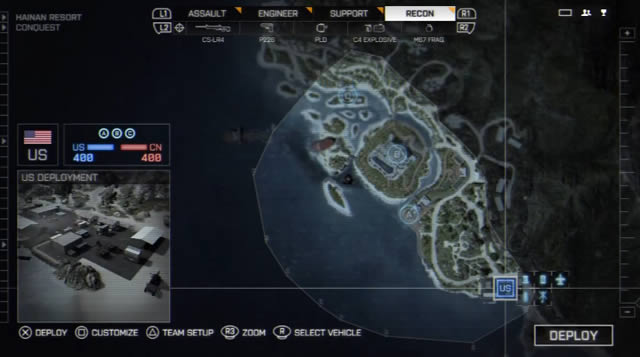 HAINAN RESORT
CONQUEST
L1 ASSAULT ENGINEER SUPPORT RECON R1
L2 R2
CS-LR4 P226 PLD C4 EXPLOSIVE M67 FRAG
A B C
US
US CN
400 400
US DEPLOYMENT
B
A
US
DEPLOY CUSTOMIZE TEAM SETUP R3 ZOOM R SELECT VEHICLE
DEPLOY